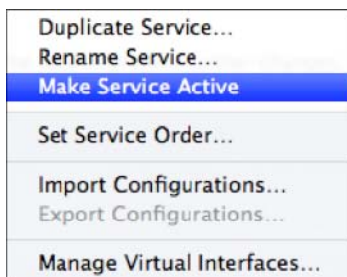 Duplicate Service...
Rename Service...
Make Service Active
Set Service Order...
Import Configurations...
Export Configurations...
Manage Virtual Interfaces...